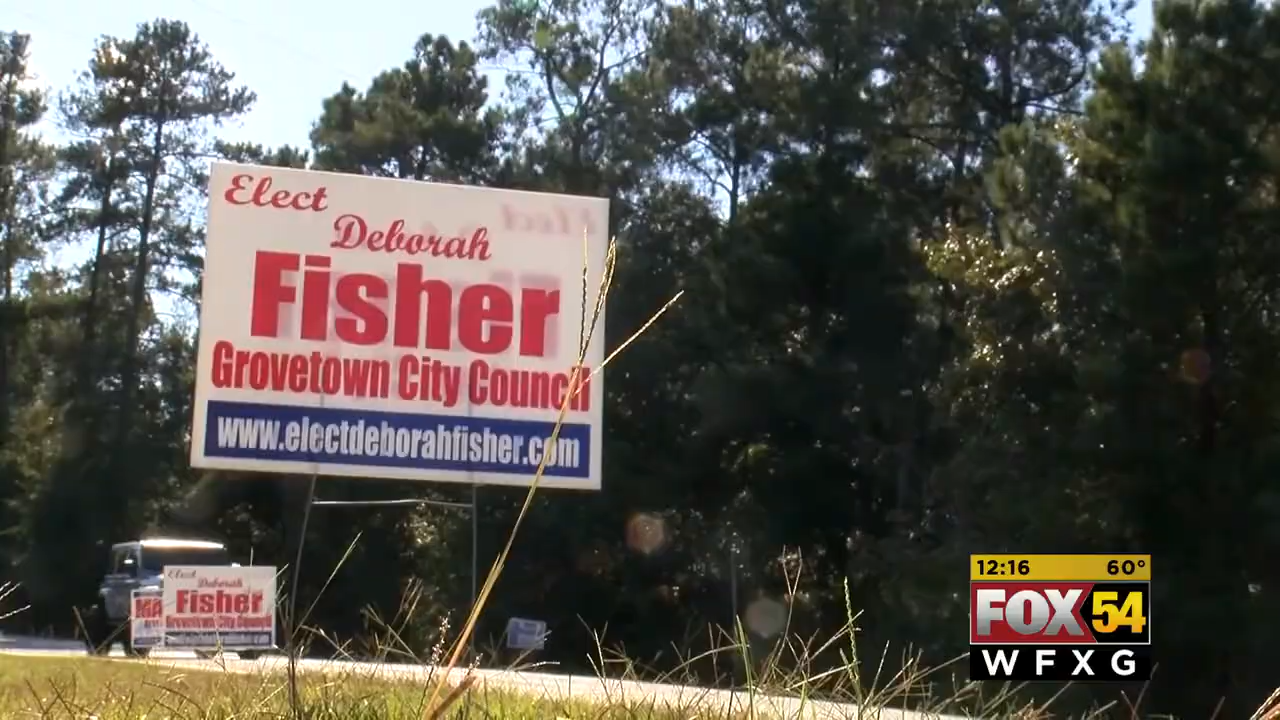 Elect
Deborah
Fisher
Grovetown City Council
www.electdeborahfisher.com
Elect
Deborah
Fisher
Grovetown City Council
MA
12:16 60°
FOX 54
WFXG